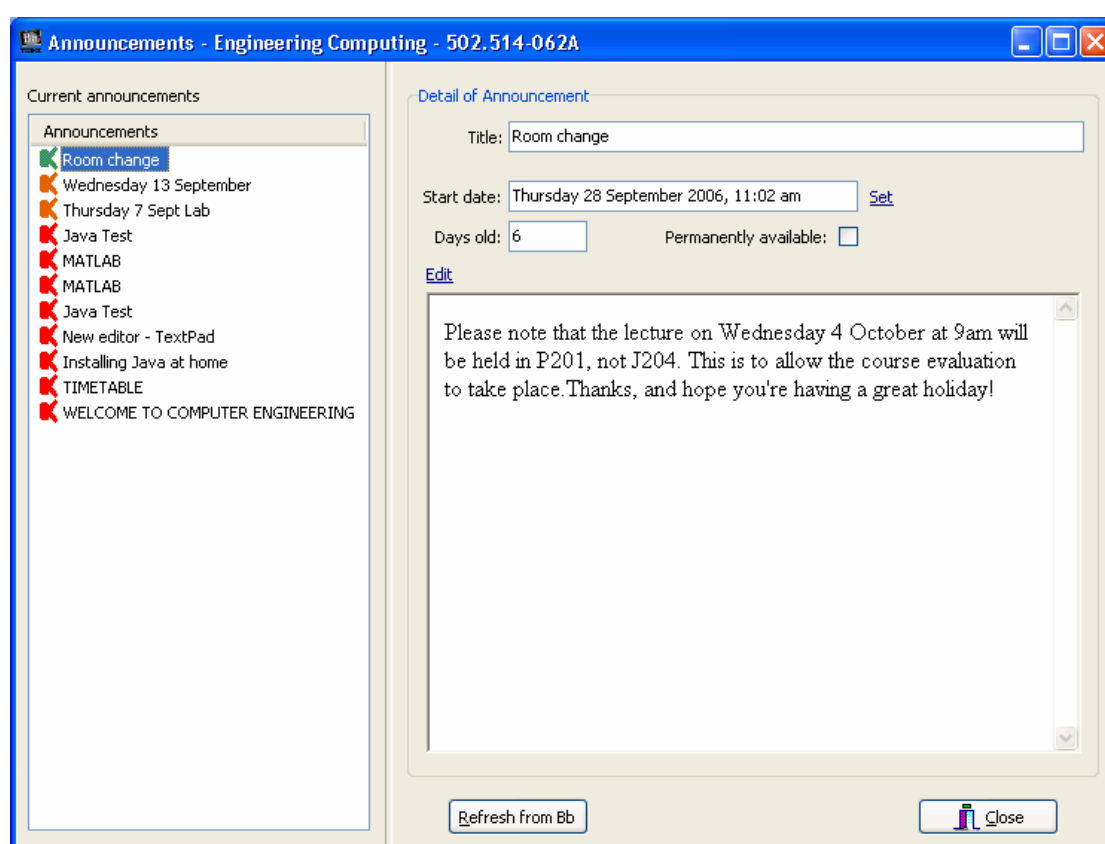 Announcements - Engineering Computing - 502.514-062A
Current announcements
Announcements
Room change
Wednesday 13 September
Thursday 7 Sept Lab
Java Test
MATLAB
MATLAB
Java Test
New editor - TextPad
Installing Java at home
TIMETABLE
WELCOME TO COMPUTER ENGINEERING
Detail of Announcement
Title: Room change
Start date: Thursday 28 September 2006, 11:02 am Set
Days old: 6 Permanently available:
Edit
Please note that the lecture on Wednesday 4 October at 9am will
be held in P201, not J204. This is to allow the course evaluation
to take place.Thanks, and hope you're having a great holiday!
Refresh from Bb
Close